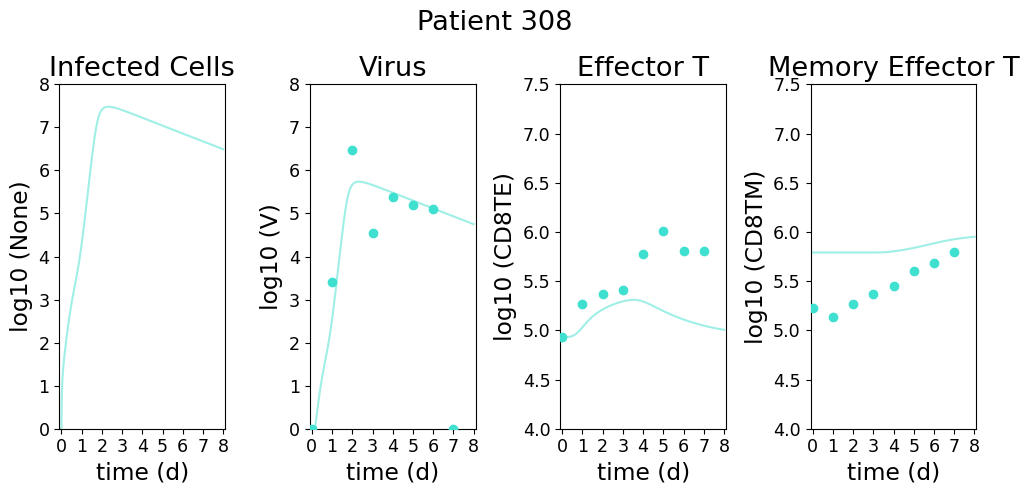 Patient 308
Infected Cells
log10 (None)
8
7
6
5
4
3
2
1
0
0 1 2 3 4 5 6 7 8
time (d)
Virus
log10 (V)
8
7
6
5
4
3
2
1
0
0 1 2 3 4 5 6 7 8
time (d)
Effector T
log10 (CD8TE)
7.5
7.0
6.5
6.0
5.5
5.0
4.5
4.0
0 1 2 3 4 5 6 7 8
time (d)
Memory Effector T
log10 (CD8TM)
7.5
7.0
6.5
6.0
5.5
5.0
4.5
4.0
0 1 2 3 4 5 6 7 8
time (d)